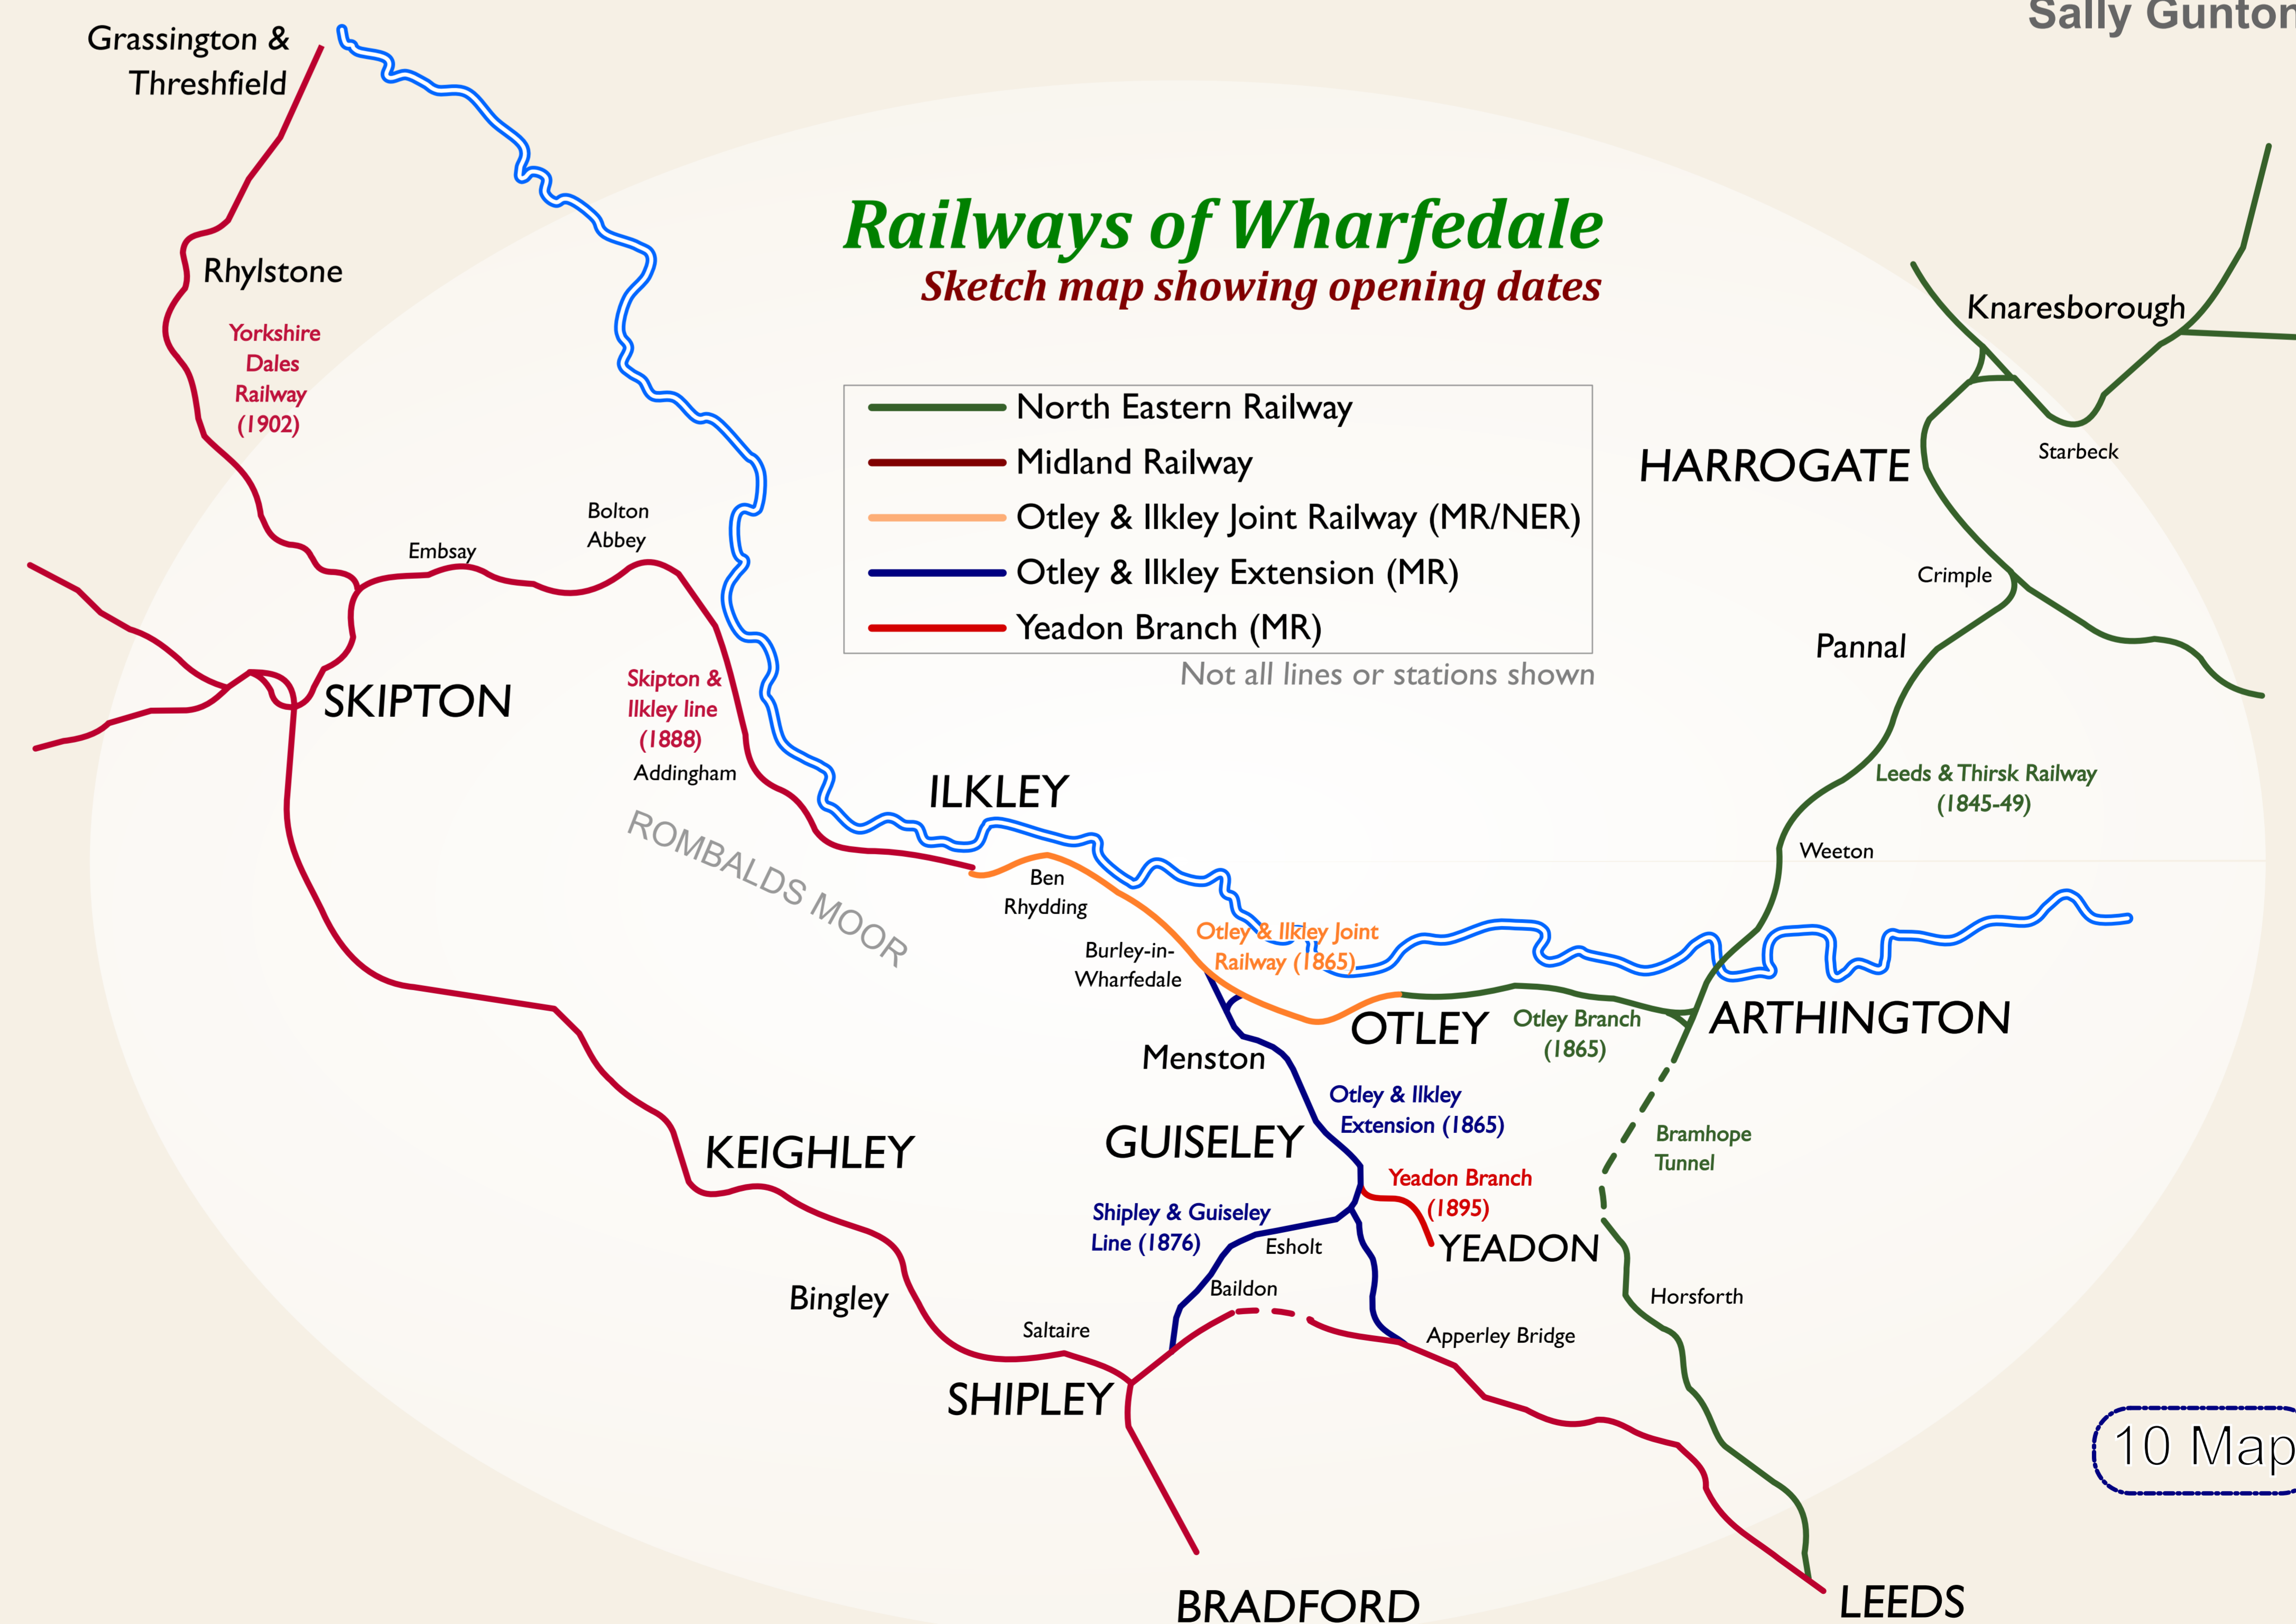 Sally Gunton
Grassington &
Threshfield
Railways of Wharfedale
Sketch map showing opening dates
Rhylstone
Knaresborough
Yorkshire
Dales
Railway
(1902)
North Eastern Railway
Midland Railway
Otley & Ilkley Joint Railway (MR/NER)
Otley & Ilkley Extension (MR)
Yeadon Branch (MR)
Not all lines or stations shown
HARROGATE
Starbeck
Bolton
Abbey
Embsay
Crimple
Pannal
SKIPTON
Skipton &
Ilkley line
(1888)
Addingham
ILKLEY
Leeds & Thirsk Railway
(1845-49)
ROMBALDS MOOR
Weeton
Ben
Rhydding
Otley & Ilkley Joint
Railway (1865)
Burley-in-
Wharfedale
OTLEY
Otley Branch
(1865)
ARTHINGTON
Menston
Otley & Ilkley
Extension (1865)
GUISELEY
Bramhope
Tunnel
KEIGHLEY
Yeadon Branch
(1895)
Shipley & Guiseley
Line (1876)
Esholt
YEADON
Baildon
Bingley
Horsforth
Saltaire
Apperley Bridge
SHIPLEY
10 Map
BRADFORD
LEEDS